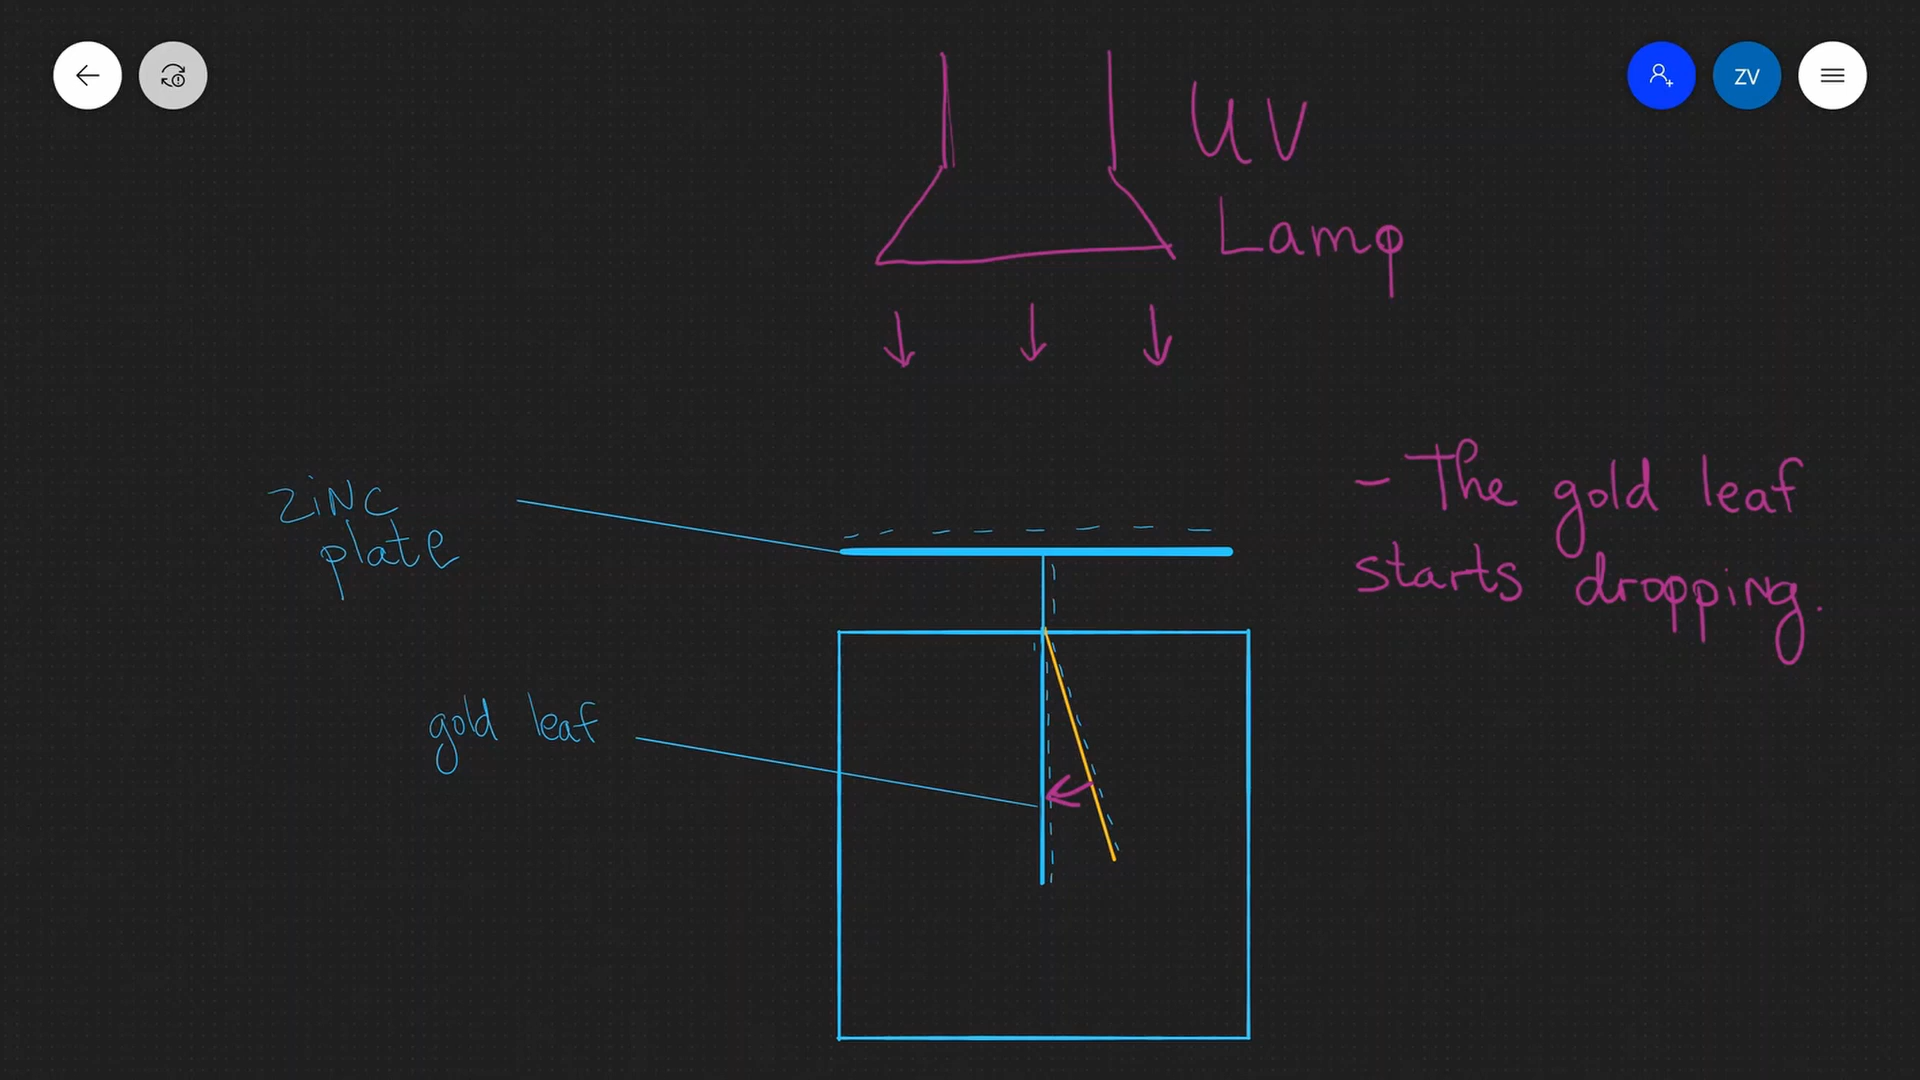 ZV
UV
Lamp
zinc
plate
- The gold leaf
starts dropping.
gold leaf